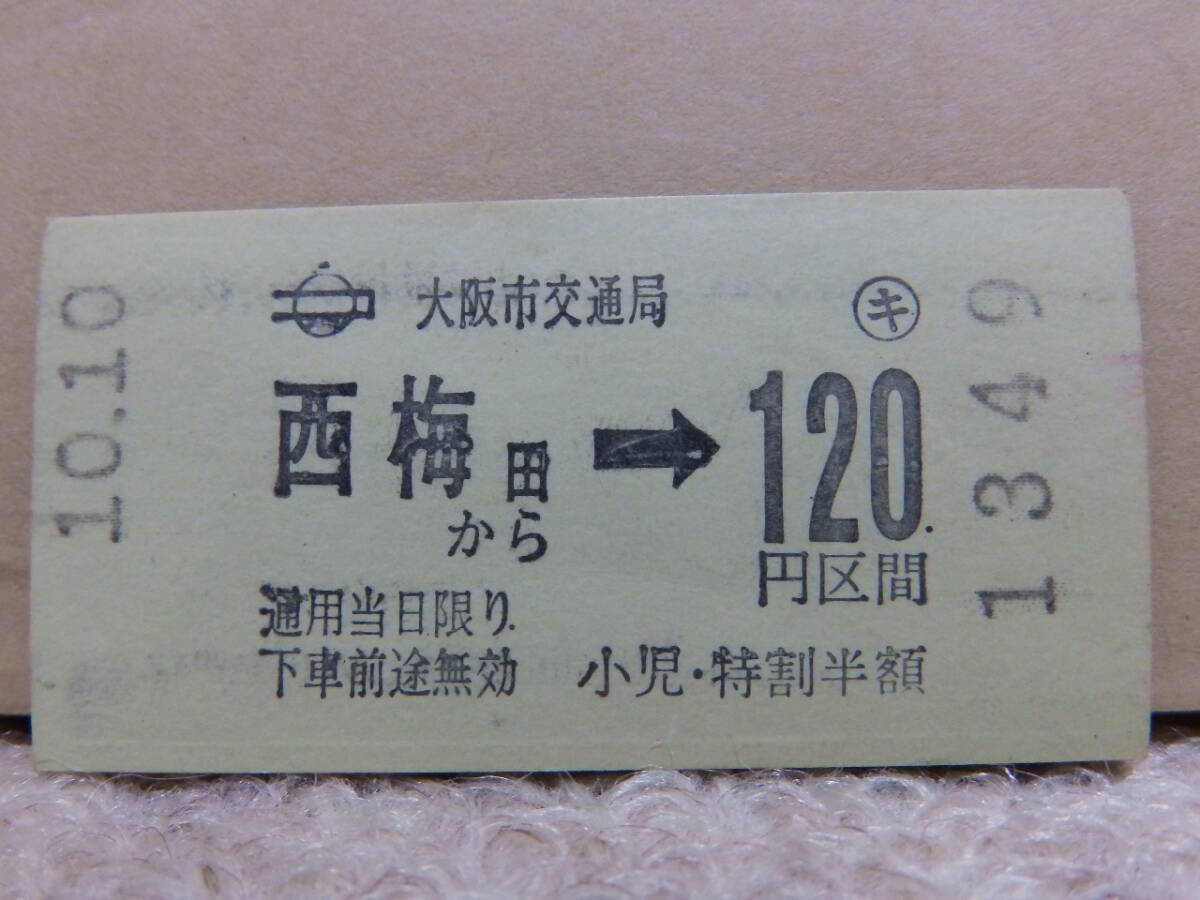 10.10
大阪市交通局 ㋖
西梅田から ➡ 120.
円区間
通用当日限り.
下車前途無効 小児・特割半額
1349